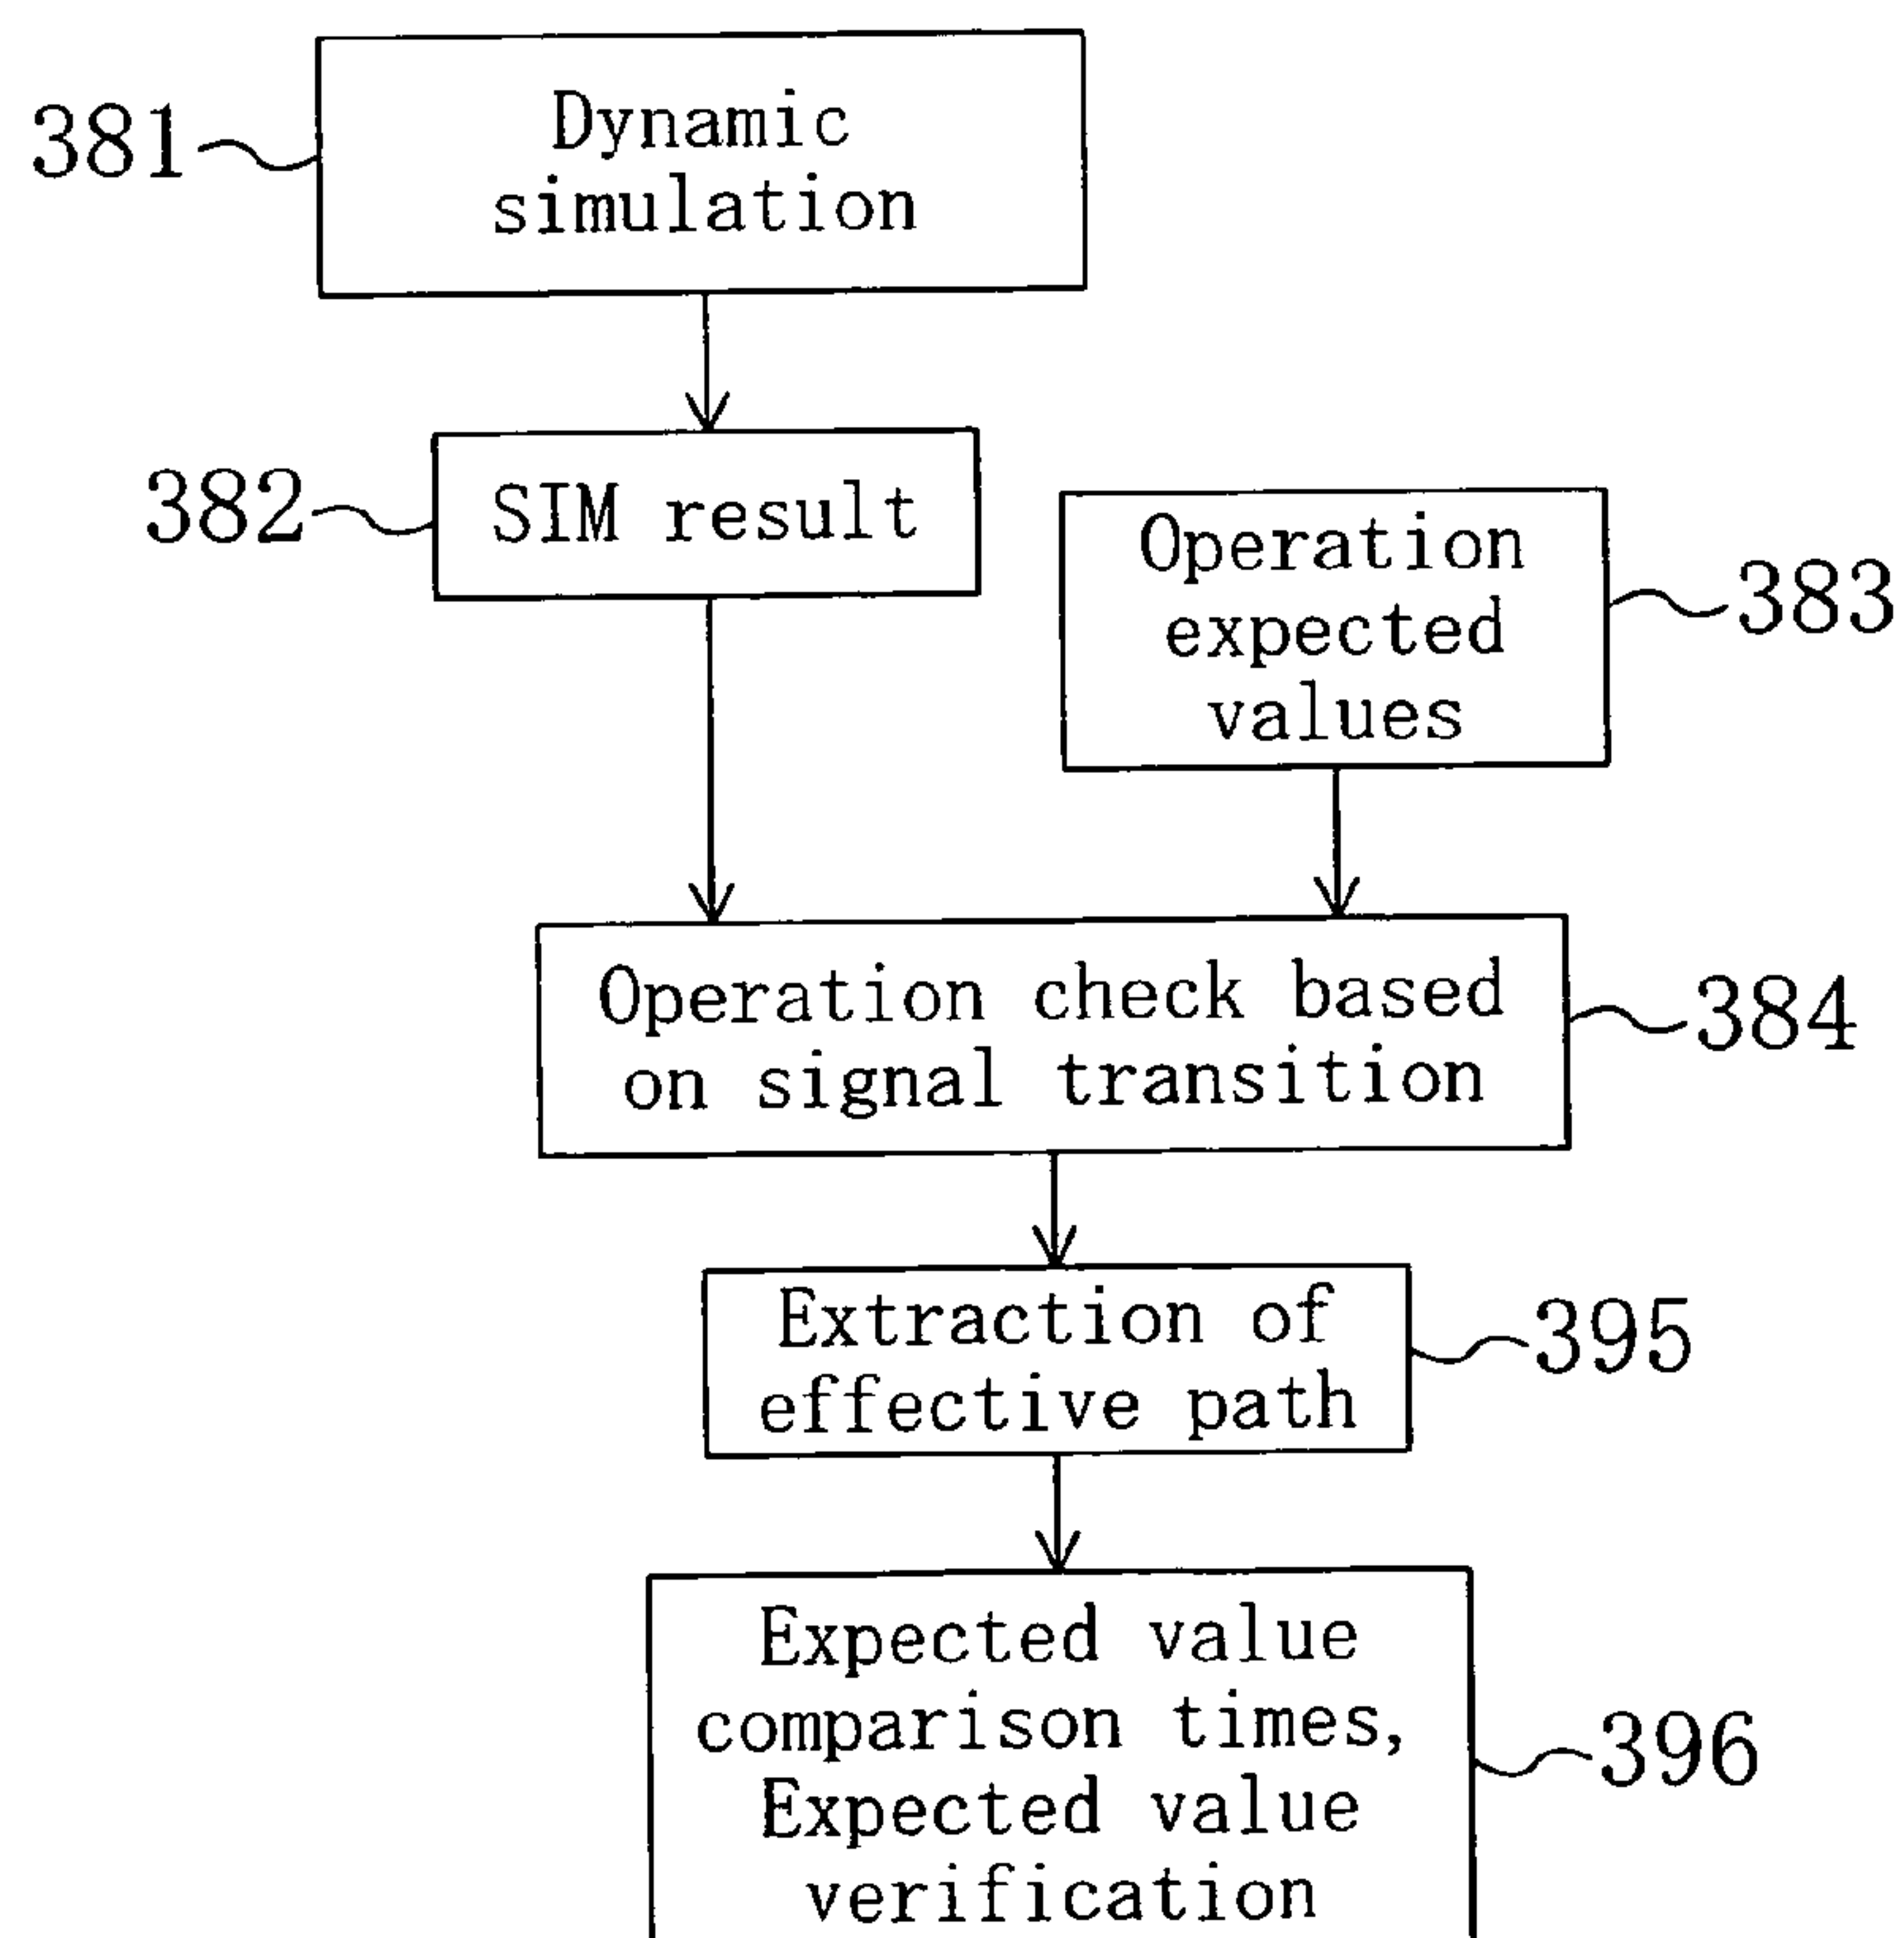 381
Dynamic
simulation
382
SIM result
Operation
expected
values
383
Operation check based
on signal transition
384
Extraction of
effective path
395
Expected value
comparison times,
Expected value
verification
396